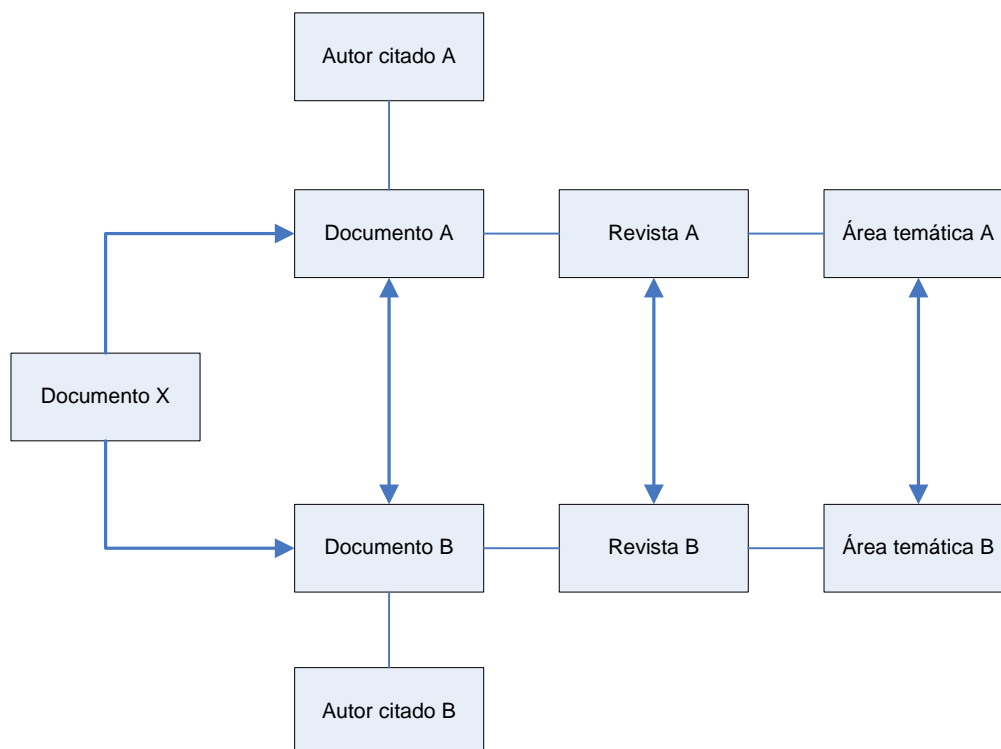 Autor citado A
Documento A
Revista A
Área temática A
Documento X
Documento B
Revista B
Área temática B
Autor citado B